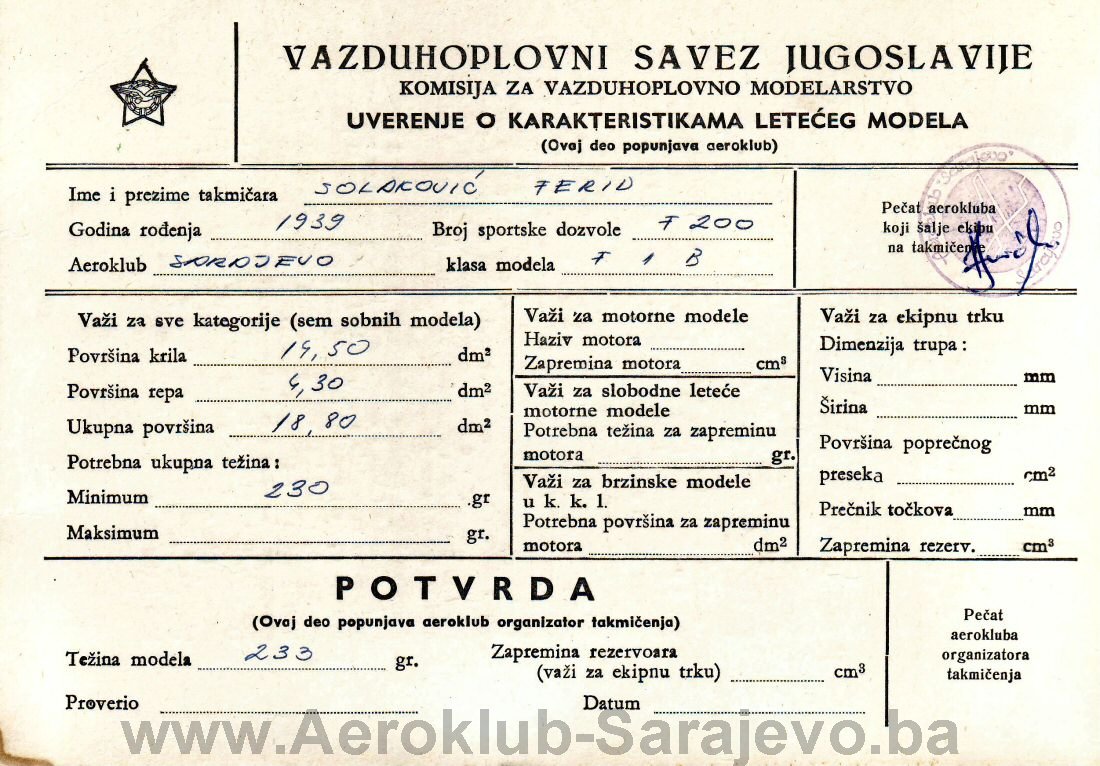 VAZDUHOPLOVNI SAVEZ JUGOSLAVIJE
KOMISIJA ZA VAZDUHOPLOVNO MODELARSTVO
UVERENJE O KARAKTERISTIKAMA LETEĆEG MODELA
(Ovaj deo popunjava aeroklub)
Ime i prezime takmičara SOLAKOVIĆ FERID
Godina rođenja 1939 Broj sportske dozvole F 200
Aeroklub SARAJEVO klasa modela F 1 B
Pečat aerokluba
koji šalje ekipu
na takmičenje
"Sarajevo"
Sarajevo
Važi za sve kategorije (sem sobnih modela)
Površina krila 14,50 dm²
Površina repa 4,30 dm²
Ukupna površina 18,80 dm²
Potrebna ukupna težina:
Minimum 230 .gr
Maksimum gr.
Važi za motorne modele
Haziv motora
Zapremina motora cm³
Važi za slobodne leteće
motorne modele
Potrebna težina za zapreminu
motora gr.
Važi za brzinske modele
u k. k. l.
Potrebna površina za zapreminu
motora dm²
Važi za ekipnu trku
Dimenzija trupa:
Visina mm
Širina mm
Površina poprečnog
preseka cm²
Prečnik točkova mm
Zapremina rezerv. cm³
POTVRDA
(Ovaj deo popunjava aeroklub organizator takmičenja)
Težina modela 233 gr.
Zapremina rezervoara
(važi za ekipnu trku) cm³
Proverio Datum
Pečat
aerokluba
organizatora
takmičenja
www.Aeroklub-Sarajevo.ba